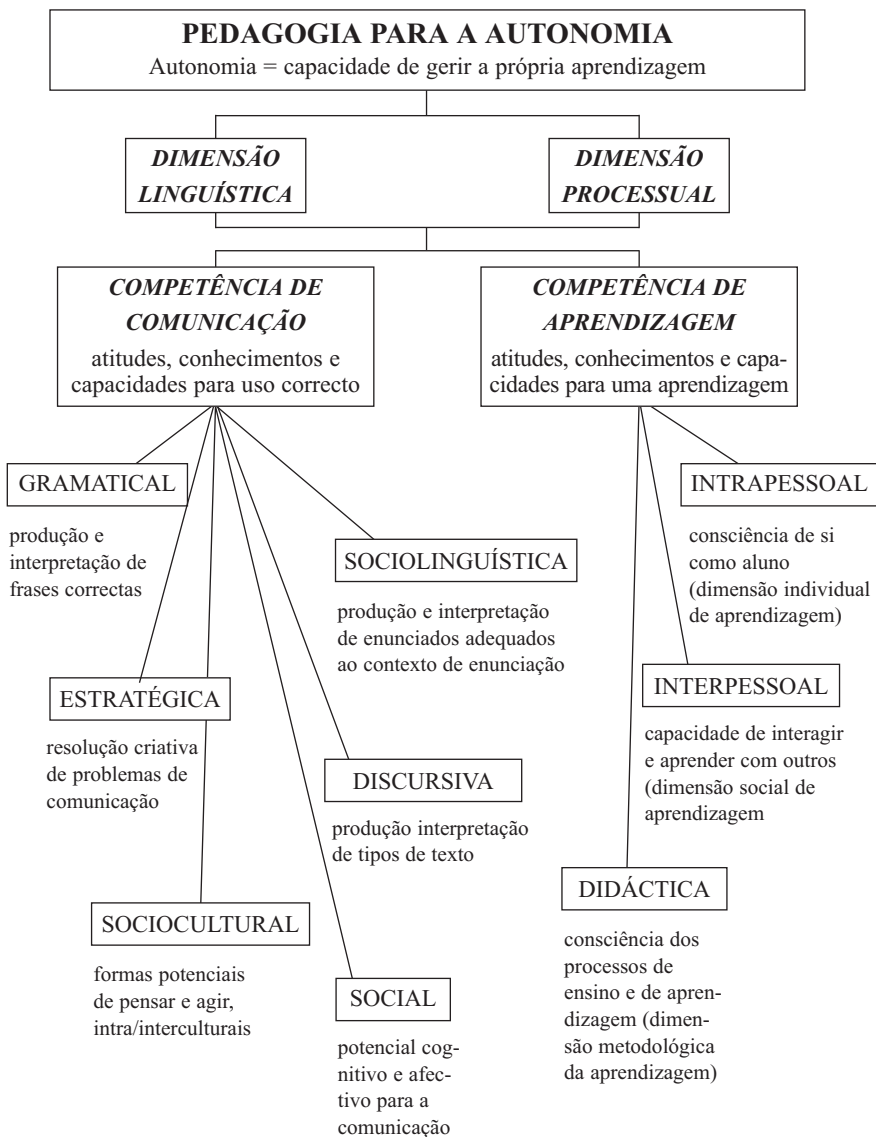 PEDAGOGIA PARA A AUTONOMIA
Autonomia = capacidade de gerir a própria aprendizagem
DIMENSÃO
LINGUÍSTICA
DIMENSÃO
PROCESSUAL
COMPETÊNCIA DE
COMUNICAÇÃO
atitudes, conhecimentos e
capacidades para uso correcto
COMPETÊNCIA DE
APRENDIZAGEM
atitudes, conhecimentos e capa-
cidades para uma aprendizagem
GRAMATICAL
produção e
interpretação de
frases correctas
SOCIOLINGUÍSTICA
produção e interpretação
de enunciados adequados
ao contexto de enunciação
ESTRATÉGICA
resolução criativa
de problemas de
comunicação
DISCURSIVA
produção interpretação
de tipos de texto
SOCIOCULTURAL
formas potenciais
de pensar e agir,
intra/interculturais
SOCIAL
potencial cog-
nitivo e afec-
tivo para a
comunicação
INTRAPESSOAL
consciência de si
como aluno
(dimensão individual
de aprendizagem)
INTERPESSOAL
capacidade de interagir
e aprender com outros
(dimensão social de
aprendizagem
DIDÁCTICA
consciência dos
processos de
ensino e de apren-
dizagem (dimen-
são metodológica
da aprendizagem)